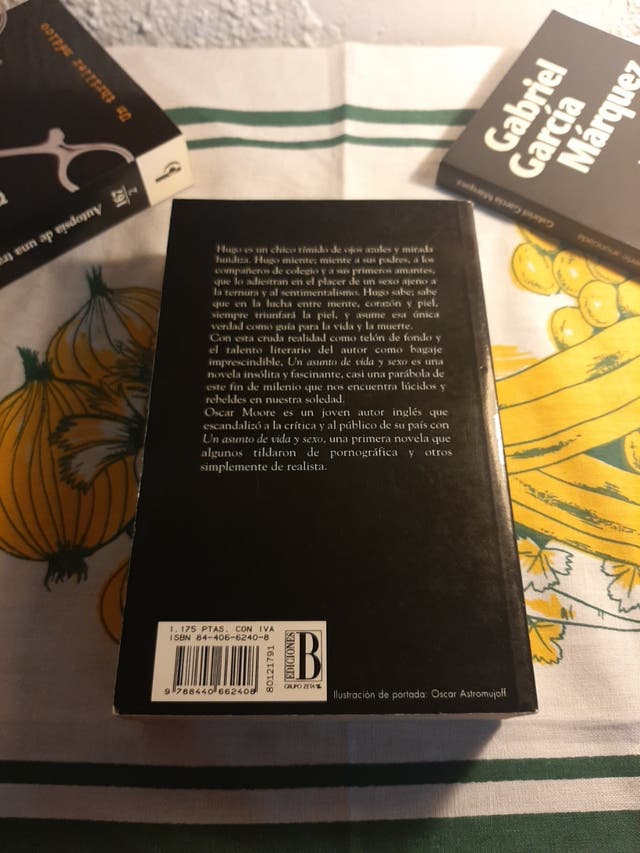 Un thriller médico
Autopsia de una tra
167
2
Gabriel
García
Márquez
Gabriel García Márquez
anunciada
Hugo es un chico tímido de ojos azules y mirada
huidiza. Hugo miente; miente a sus padres, a los
compañeros de colegio y a sus primeros amantes,
que lo adiestran en el placer de un sexo ajeno a
la ternura y al sentimentalismo. Hugo sabe; sabe
que en la lucha entre mente, corazón y piel,
siempre triunfará la piel, y asume esa única
verdad como guía para la vida y la muerte.
Con esta cruda realidad como telón de fondo y
el talento literario del autor como bagaje
imprescindible, Un asunto de vida y sexo es una
novela insólita y fascinante, casi una parábola de
este fin de milenio que nos encuentra lúcidos y
rebeldes en nuestra soledad.
Oscar Moore es un joven autor inglés que
escandalizó a la crítica y al público de su país con
Un asunto de vida y sexo, una primera novela que
algunos tildaron de pornográfica y otros
simplemente de realista.
1.175 PTAS. CON IVA
ISBN 84-406-6240-8
9 788440 662408
80121791
EDICIONES
B
GRUPO ZETA
Ilustración de portada: Oscar Astromujoff